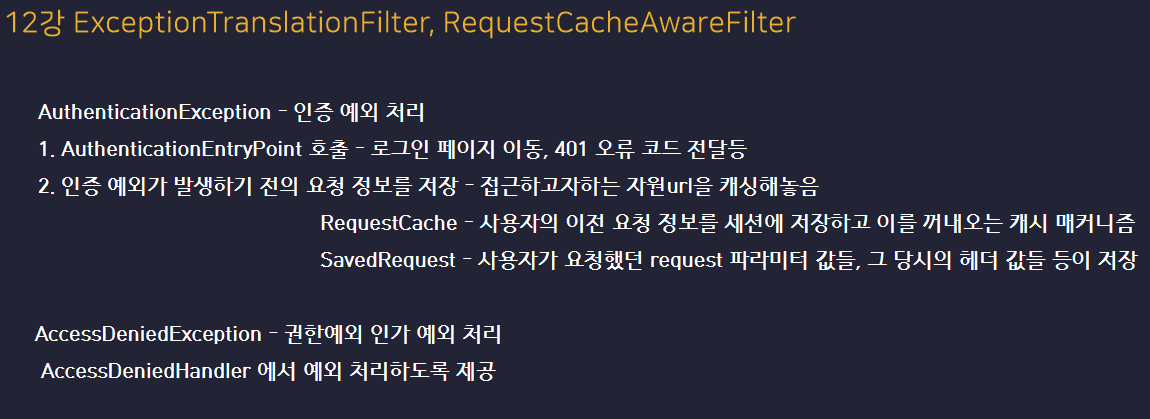 12강 ExceptionTranslationFilter, RequestCacheAwareFilter
AuthenticationException - 인증 예외 처리
1. AuthenticationEntryPoint 호출 - 로그인 페이지 이동, 401 오류 코드 전달등
2. 인증 예외가 발생하기 전의 요청 정보를 저장 - 접근하고자하는 자원url을 캐싱해놓음
RequestCache - 사용자의 이전 요청 정보를 세션에 저장하고 이를 꺼내오는 캐시 매커니즘
SavedRequest - 사용자가 요청했던 request 파라미터 값들, 그 당시의 헤더 값들 등이 저장
AccessDeniedException - 권한예외 인가 예외 처리
AccessDeniedHandler 에서 예외 처리하도록 제공